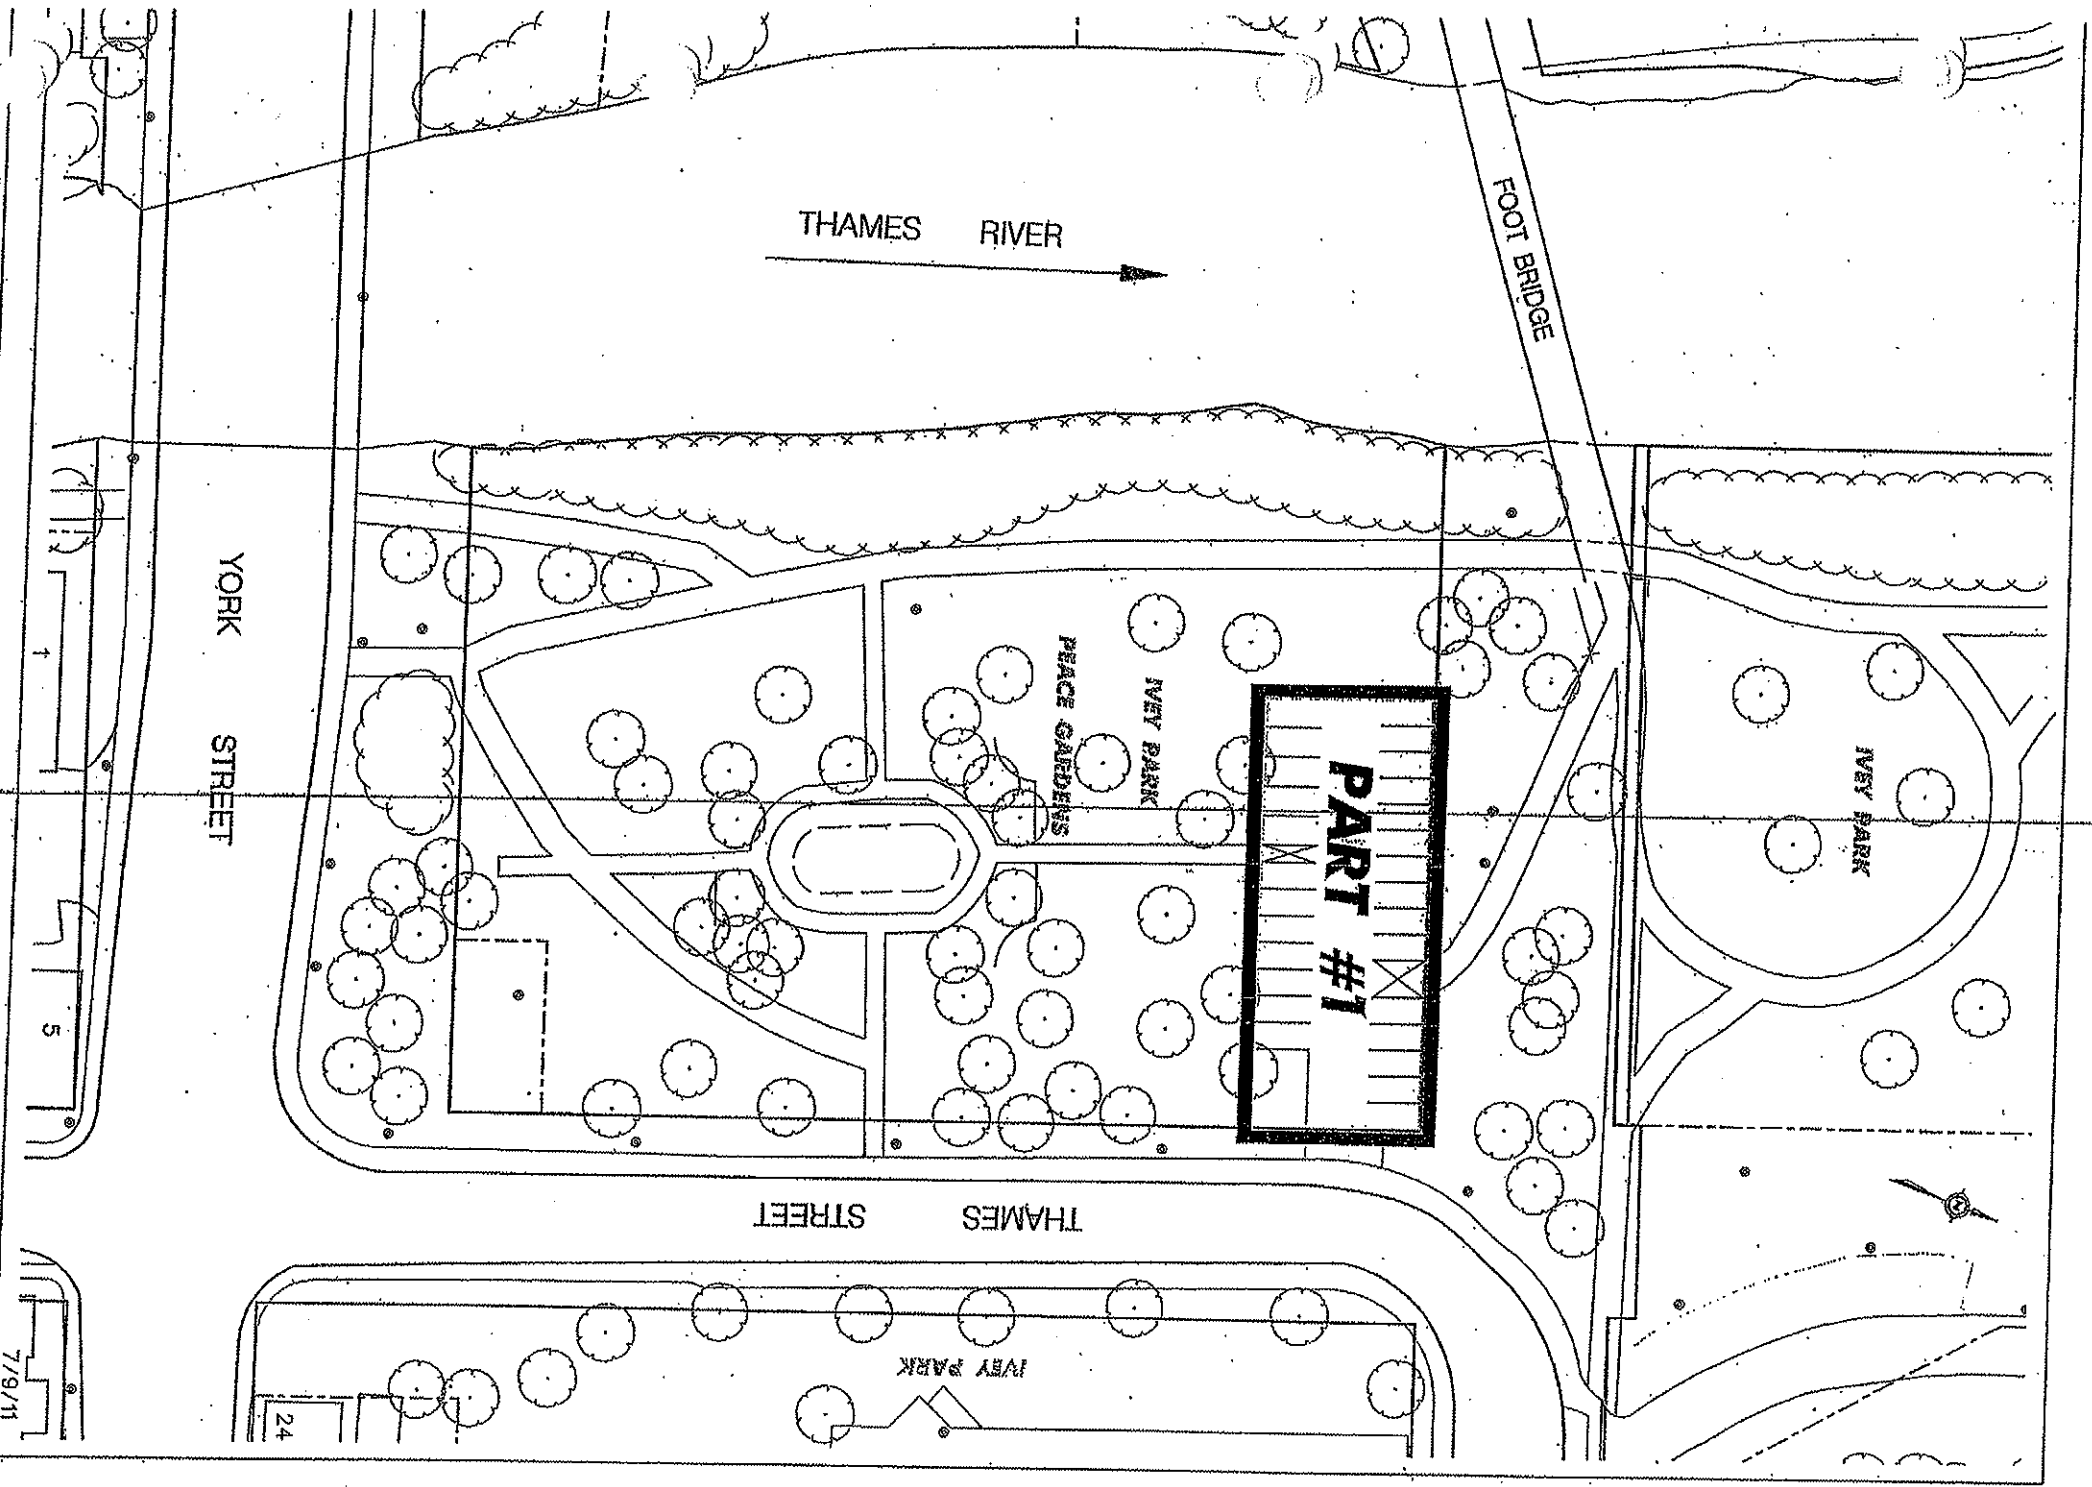 THAMES RIVER
FOOT BRIDGE
YORK STREET
IVEY PARK
PEACE GARDENS
PART #1
IVEY PARK
THAMES STREET
IVEY PARK
1
5
24
7/9/11
N